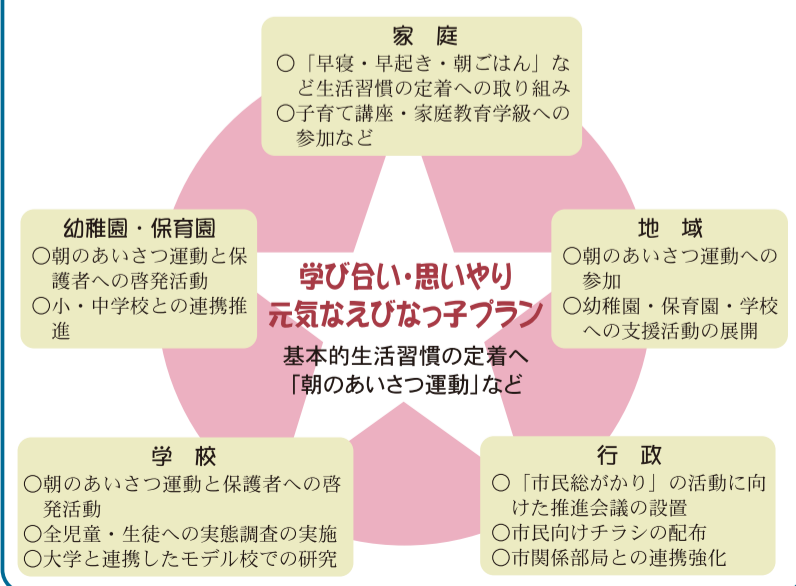 家 庭
○「早寝・早起き・朝ごはん」な
ど生活習慣の定着への取り組み
○子育て講座・家庭教育学級への
参加など
幼稚園・保育園
○朝のあいさつ運動と保
護者への啓発活動
○小・中学校との連携推
進
地 域
○朝のあいさつ運動への
参加
○幼稚園・保育園・学校
への支援活動の展開
学び合い・思いやり
元気なえびなっ子プラン
基本的生活習慣の定着へ
「朝のあいさつ運動」など
学 校
○朝のあいさつ運動と保護者への啓
発活動
○全児童・生徒への実態調査の実施
○大学と連携したモデル校での研究
行 政
○「市民総がかり」の活動に向
けた推進会議の設置
○市民向けチラシの配布
○市関係部局との連携強化